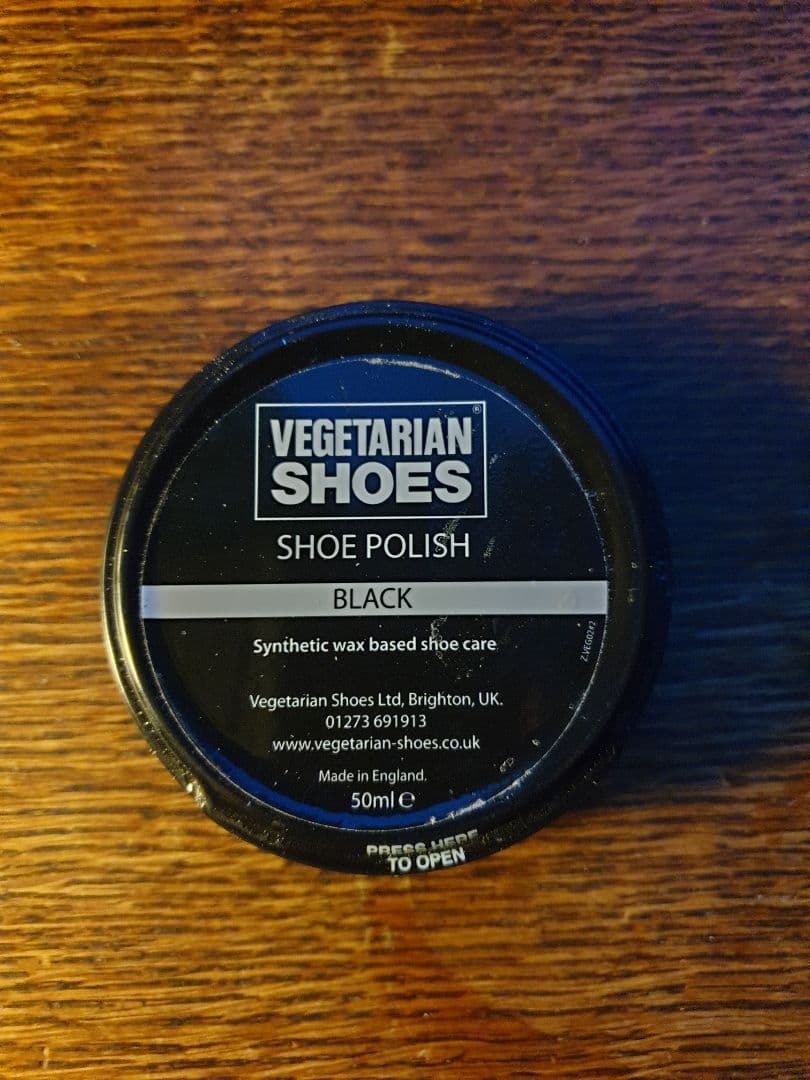 VEGETARIAN®
SHOES
SHOE POLISH
BLACK
Synthetic wax based shoe care
Z.VEG0242
Vegetarian Shoes Ltd, Brighton, UK.
01273 691913
www.vegetarian-shoes.co.uk
Made in England.
50ml ℮
PRESS HERE
TO OPEN